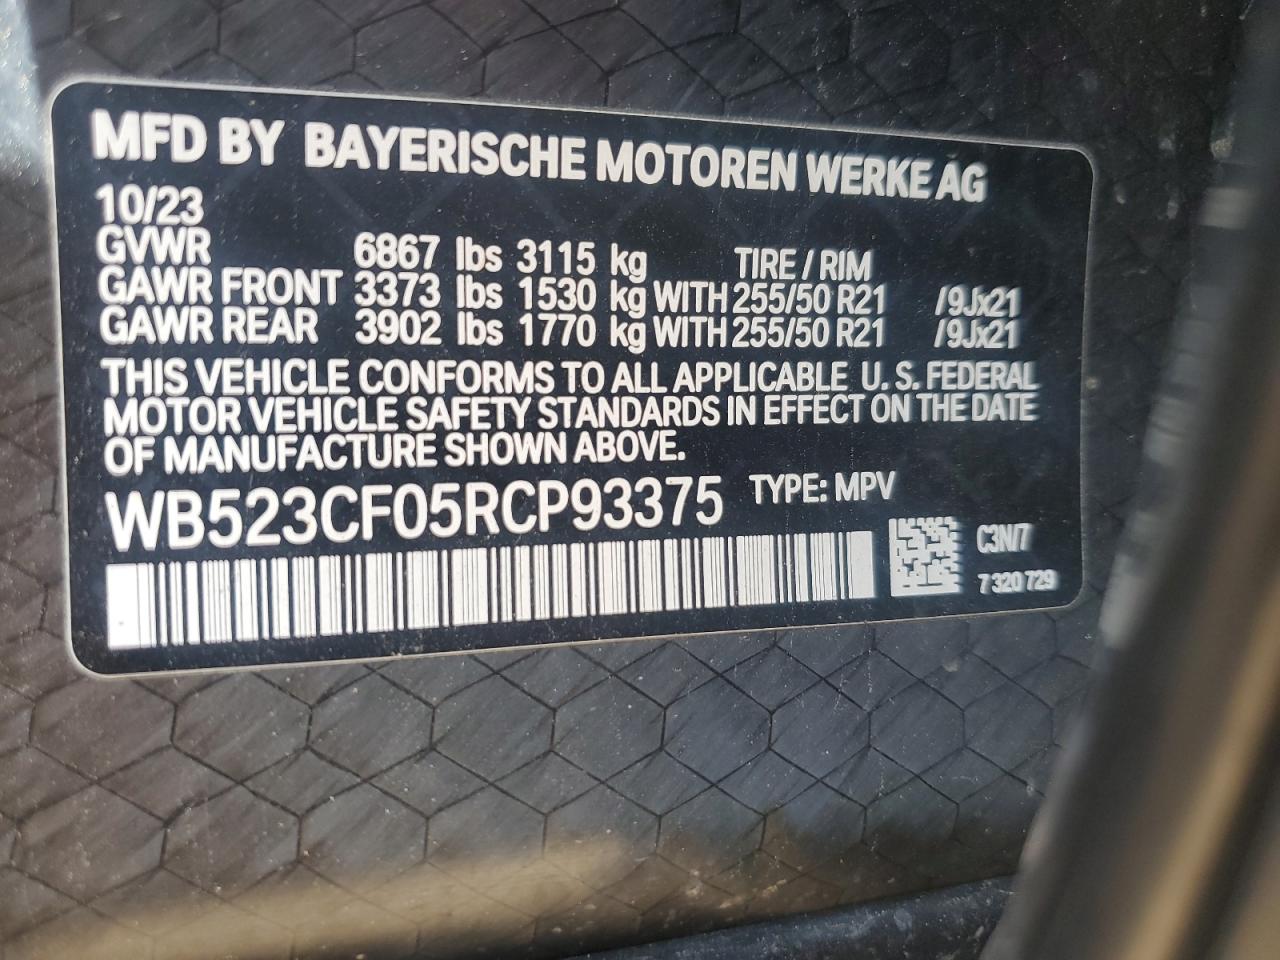 MFD BY BAYERISCHE MOTOREN WERKE AG
10/23
GVWR 6867 lbs 3115 kg TIRE / RIM
GAWR FRONT 3373 lbs 1530 kg WITH 255/50 R21 /9Jx21
GAWR REAR 3902 lbs 1770 kg WITH 255/50 R21 /9Jx21
THIS VEHICLE CONFORMS TO ALL APPLICABLE U. S. FEDERAL
MOTOR VEHICLE SAFETY STANDARDS IN EFFECT ON THE DATE
OF MANUFACTURE SHOWN ABOVE.
WB523CF05RCP93375 TYPE: MPV
C3N/7
7 320 729